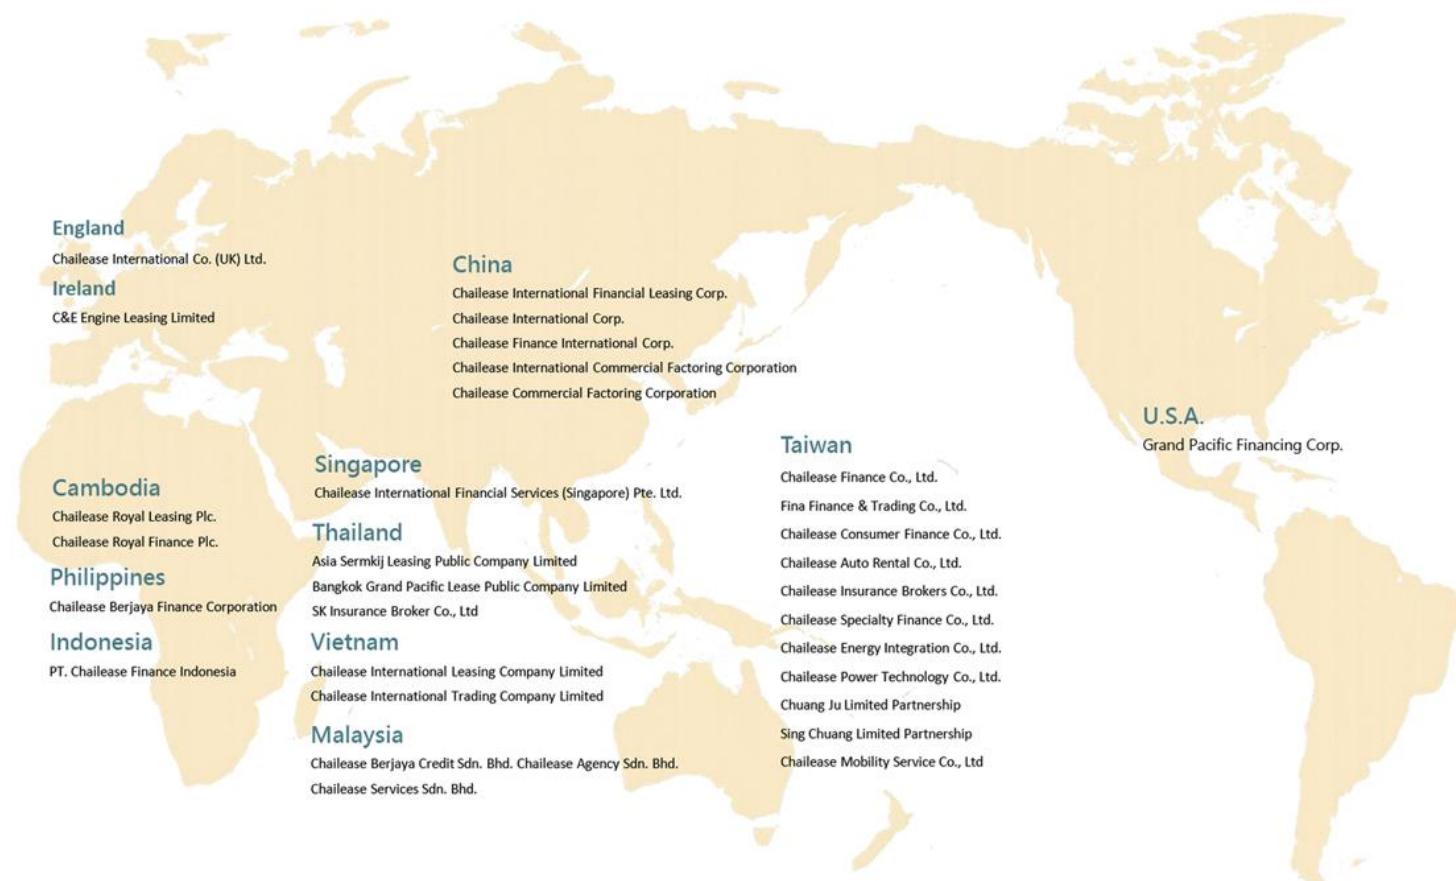 England
Chailease International Co. (UK) Ltd.
Ireland
C&E Engine Leasing Limited
China
Chailease International Financial Leasing Corp.
Chailease International Corp.
Chailease Finance International Corp.
Chailease International Commercial Factoring Corporation
Chailease Commercial Factoring Corporation
U.S.A.
Grand Pacific Financing Corp.
Cambodia
Chailease Royal Leasing Plc.
Chailease Royal Finance Plc.
Philippines
Chailease Berjaya Finance Corporation
Indonesia
PT. Chailease Finance Indonesia
Singapore
Chailease International Financial Services (Singapore) Pte. Ltd.
Thailand
Asia Sermkij Leasing Public Company Limited
Bangkok Grand Pacific Lease Public Company Limited
SK Insurance Broker Co., Ltd
Vietnam
Chailease International Leasing Company Limited
Chailease International Trading Company Limited
Malaysia
Chailease Berjaya Credit Sdn. Bhd. Chailease Agency Sdn. Bhd.
Chailease Services Sdn. Bhd.
Taiwan
Chailease Finance Co., Ltd.
Fina Finance & Trading Co., Ltd.
Chailease Consumer Finance Co., Ltd.
Chailease Auto Rental Co., Ltd.
Chailease Insurance Brokers Co., Ltd.
Chailease Specialty Finance Co., Ltd.
Chailease Energy Integration Co., Ltd.
Chailease Power Technology Co., Ltd.
Chuang Ju Limited Partnership
Sing Chuang Limited Partnership
Chailease Mobility Service Co., Ltd